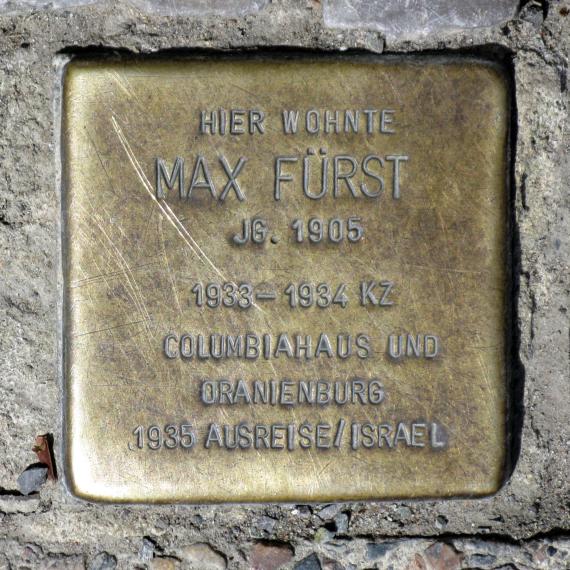 HIER WOHNTE
MAX FÜRST
JG. 1905
1933–1934 KZ
COLUMBIAHAUS UND
ORANIENBURG
1935 AUSREISE/ISRAEL